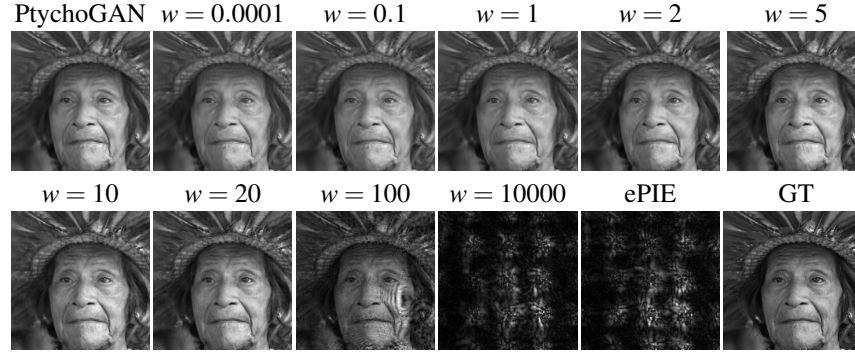 PtychoGAN w = 0.0001 w = 0.1 w = 1 w = 2 w = 5
w = 10 w = 20 w = 100 w = 10000 ePIE GT